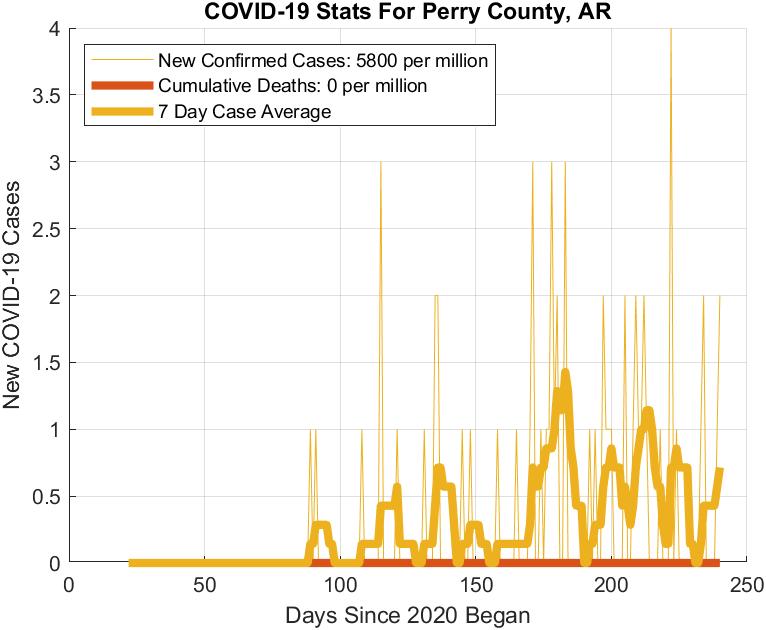 COVID-19 Stats For Perry County, AR
New Confirmed Cases: 5800 per million
Cumulative Deaths: 0 per million
7 Day Case Average
New COVID-19 Cases
4
3.5
3
2.5
2
1.5
1
0.5
0
0 50 100 150 200 250
Days Since 2020 Began